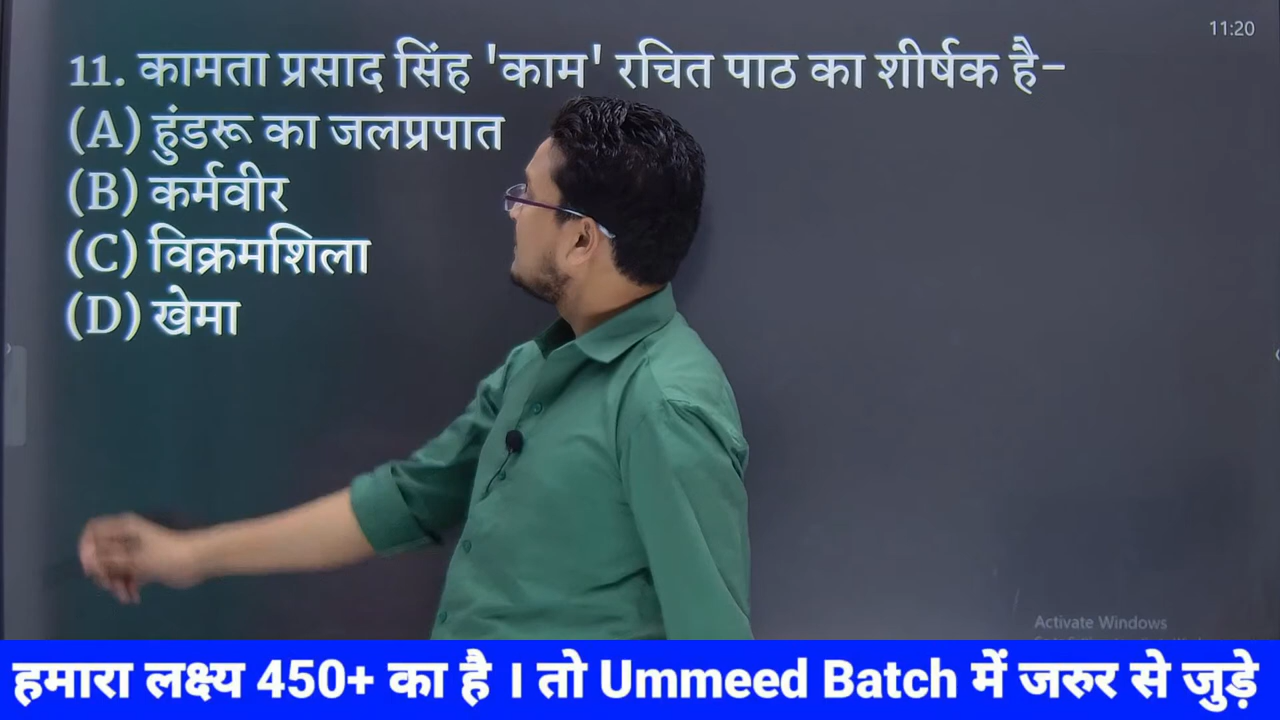 11:20
11. कामता प्रसाद सिंह 'काम' रचित पाठ का शीर्षक है-
(A) हुंडरू का जलप्रपात
(B) कर्मवीर
(C) विक्रमशिला
(D) खेमा
Activate Windows
हमारा लक्ष्य 450+ का है । तो Ummeed Batch में जरुर से जुड़े